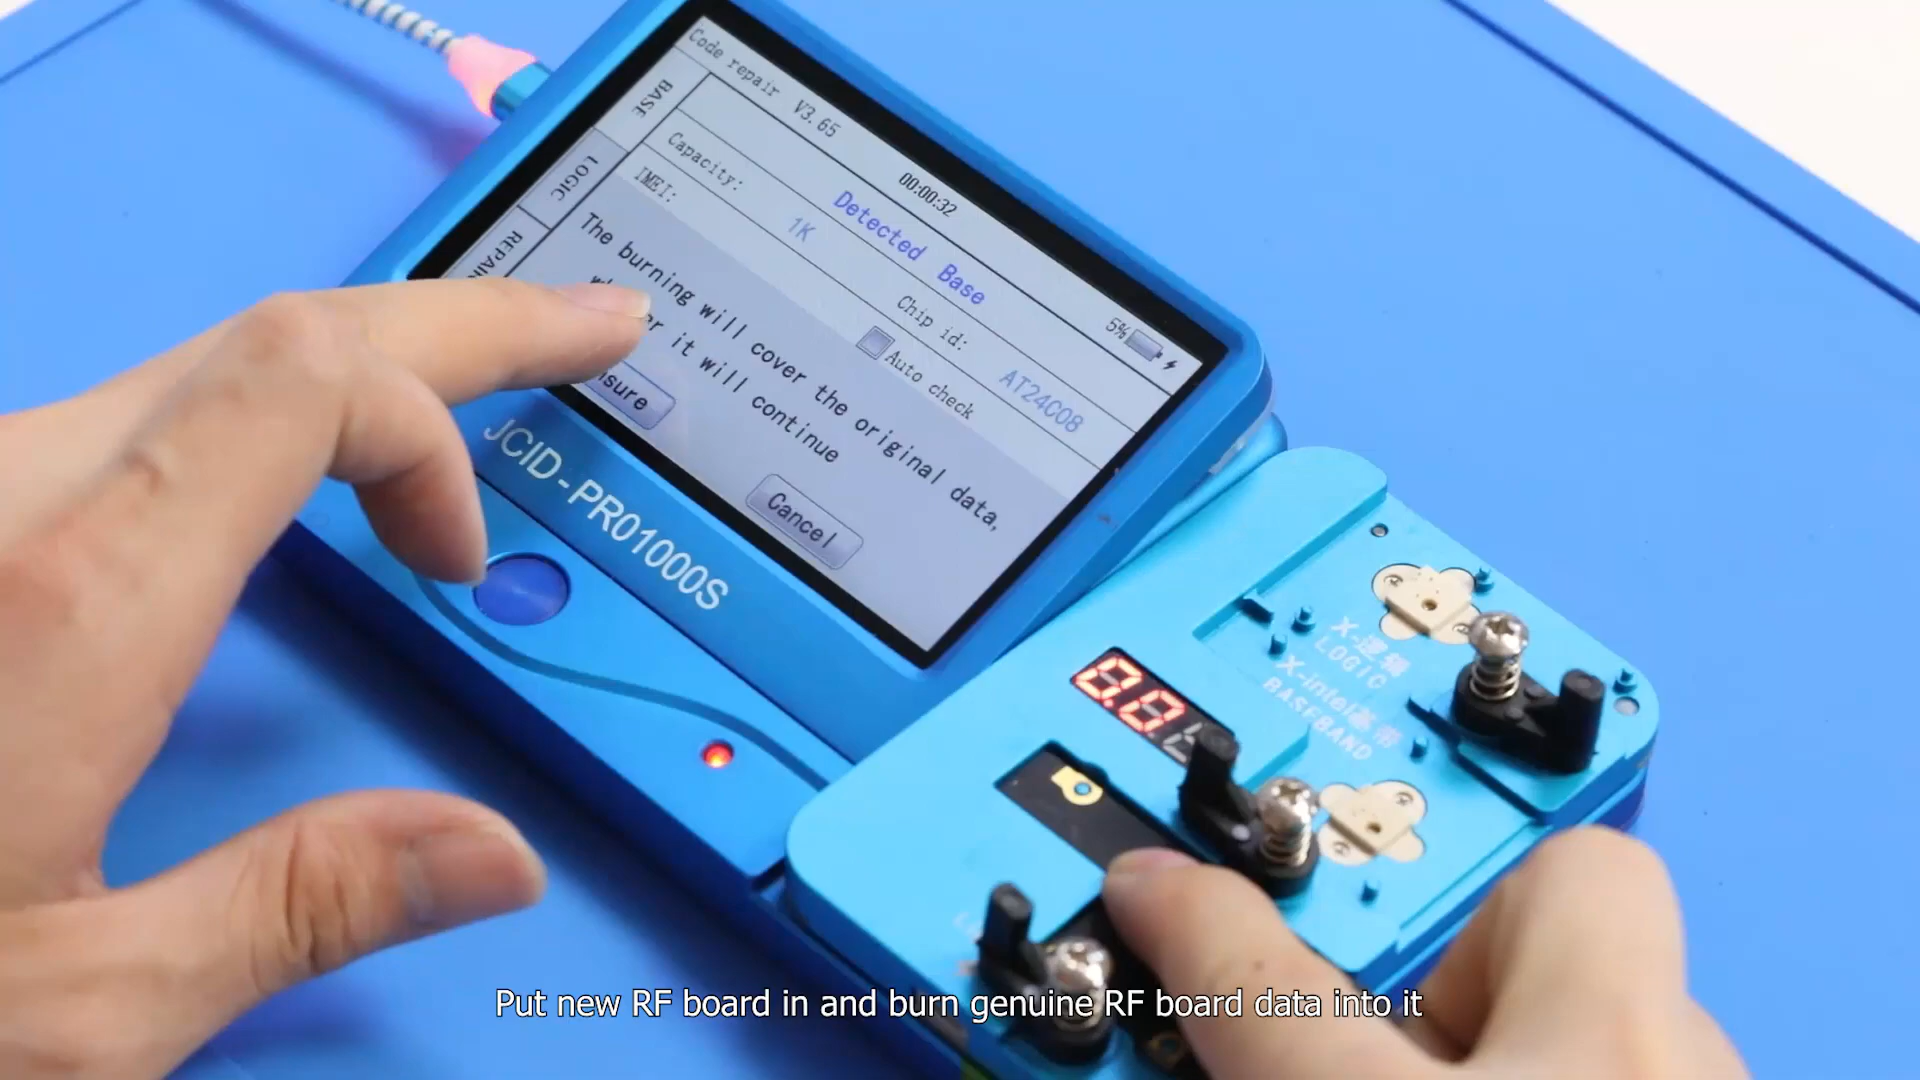 Code repair V3.65
00:00:32
5%
BASE
LOGIC
Detected Base
Capacity:
1K
Chip id:
AT24C08
IMEI:
Auto check
The burning will cover the original data,
it will continue
Cancel
JCID-PRO1000S
X-逻辑
LOGIC
X-intel基带
BASEBAND
Put new RF board in and burn genuine RF board data into it